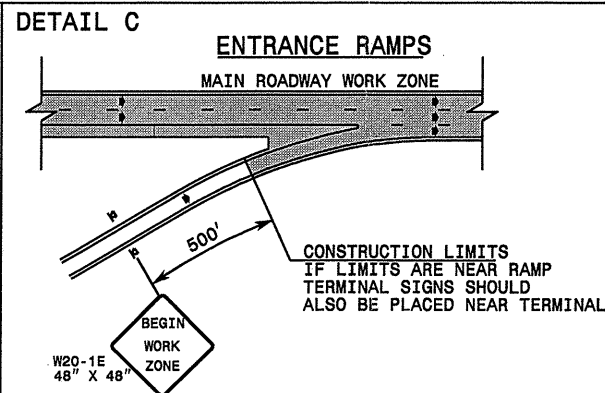 DETAIL C
ENTRANCE RAMPS
MAIN ROADWAY WORK ZONE
500'
CONSTRUCTION LIMITS
IF LIMITS ARE NEAR RAMP
TERMINAL SIGNS SHOULD
ALSO BE PLACED NEAR TERMINAL
BEGIN
WORK
ZONE
W20-1E
48" X 48"